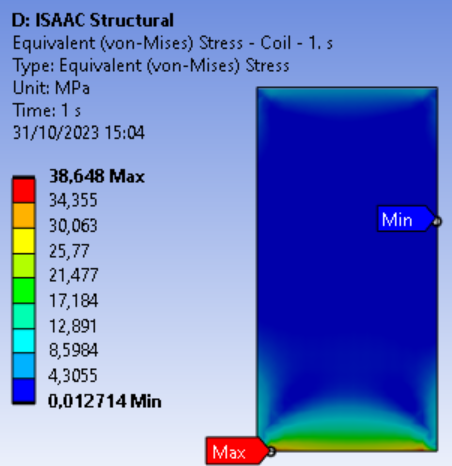 D: ISAAC Structural
Equivalent (von-Mises) Stress - Coil - 1. s
Type: Equivalent (von-Mises) Stress
Unit: MPa
Time: 1 s
31/10/2023 15:04
38,648 Max
34,355
30,063
25,77
21,477
17,184
12,891
8,5984
4,3055
0,012714 Min
Min
Max